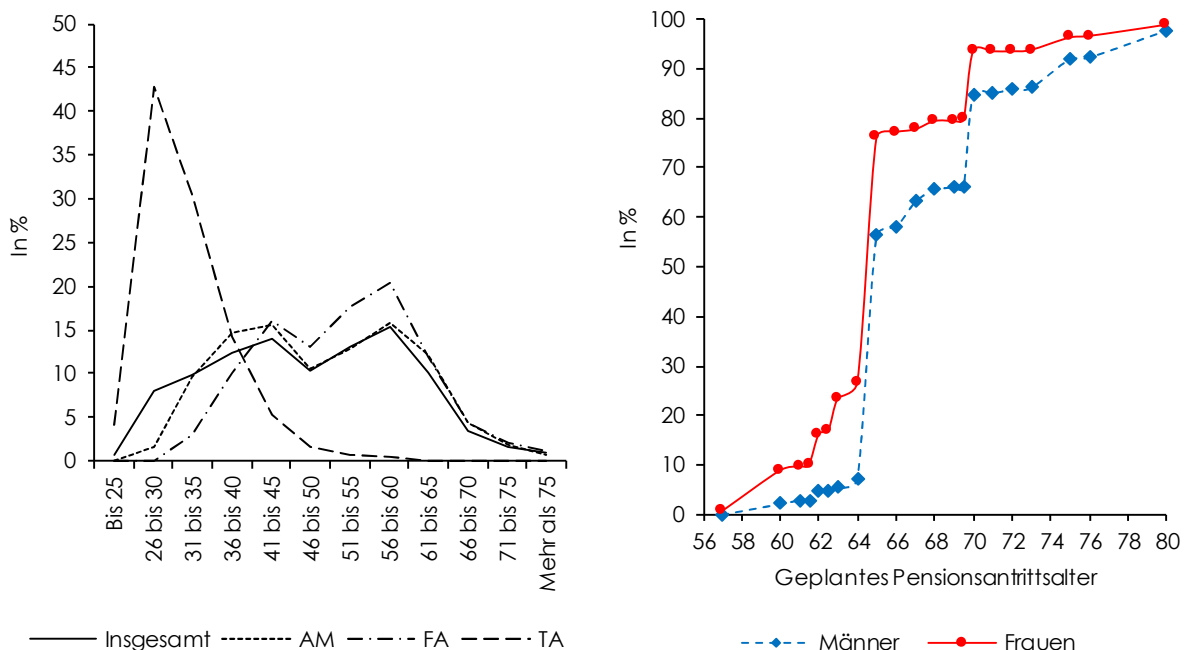 50
45
40
35
30
25
20
15
10
5
0
In %
Bis 25
26 bis 30
31 bis 35
36 bis 40
41 bis 45
46 bis 50
51 bis 55
56 bis 60
61 bis 65
66 bis 70
71 bis 75
Mehr als 75
Insgesamt AM FA TA
100
90
80
70
60
50
40
30
20
10
0
In %
56 58 60 62 64 66 68 70 72 74 76 78 80
Geplantes Pensionsantrittsalter
Männer Frauen